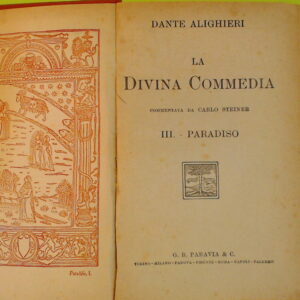 DANTE ALIGHIERI
LA
DIVINA COMMEDIA
COMMENTATA DA CARLO STEINER
III. - PARADISO
G. B. PARAVIA & C.
TORINO - MILANO - PADOVA - FIRENZE - ROMA - NAPOLI - PALERMO
Paradiso, I.